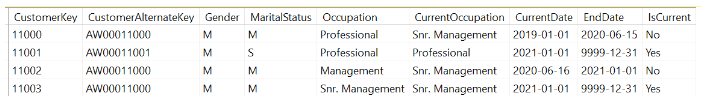 CustomerKey CustomerAlternateKey Gender MaritalStatus Occupation CurrentOccupation CurrentDate EndDate IsCurrent
11000 AW00011000 M M Professional Snr. Management 2019-01-01 2020-06-15 No
11001 AW00011001 M S Professional Professional 2021-01-01 9999-12-31 Yes
11002 AW00011000 M M Management Snr. Management 2020-06-16 2021-01-01 No
11003 AW00011000 M M Snr. Management Snr. Management 2021-01-01 9999-12-31 Yes